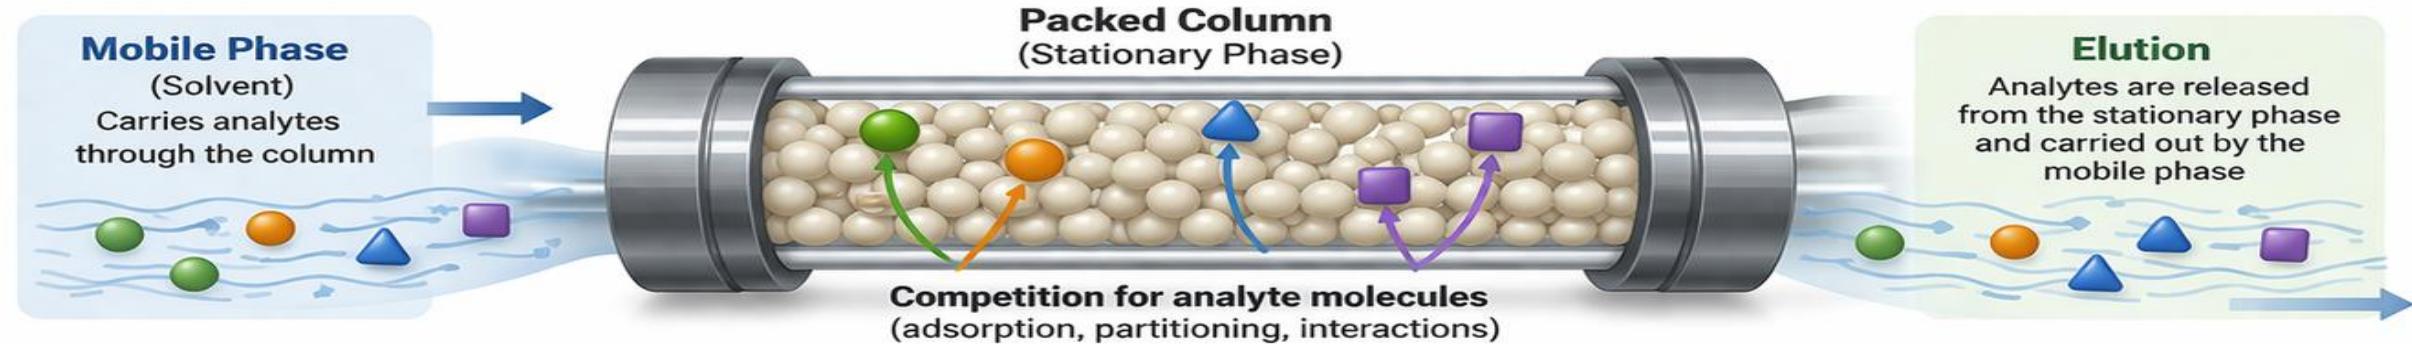 Mobile Phase
(Solvent)
Carries analytes
through the column
Packed Column
(Stationary Phase)
Competition for analyte molecules
(adsorption, partitioning, interactions)
Elution
Analytes are released
from the stationary phase
and carried out by the
mobile phase